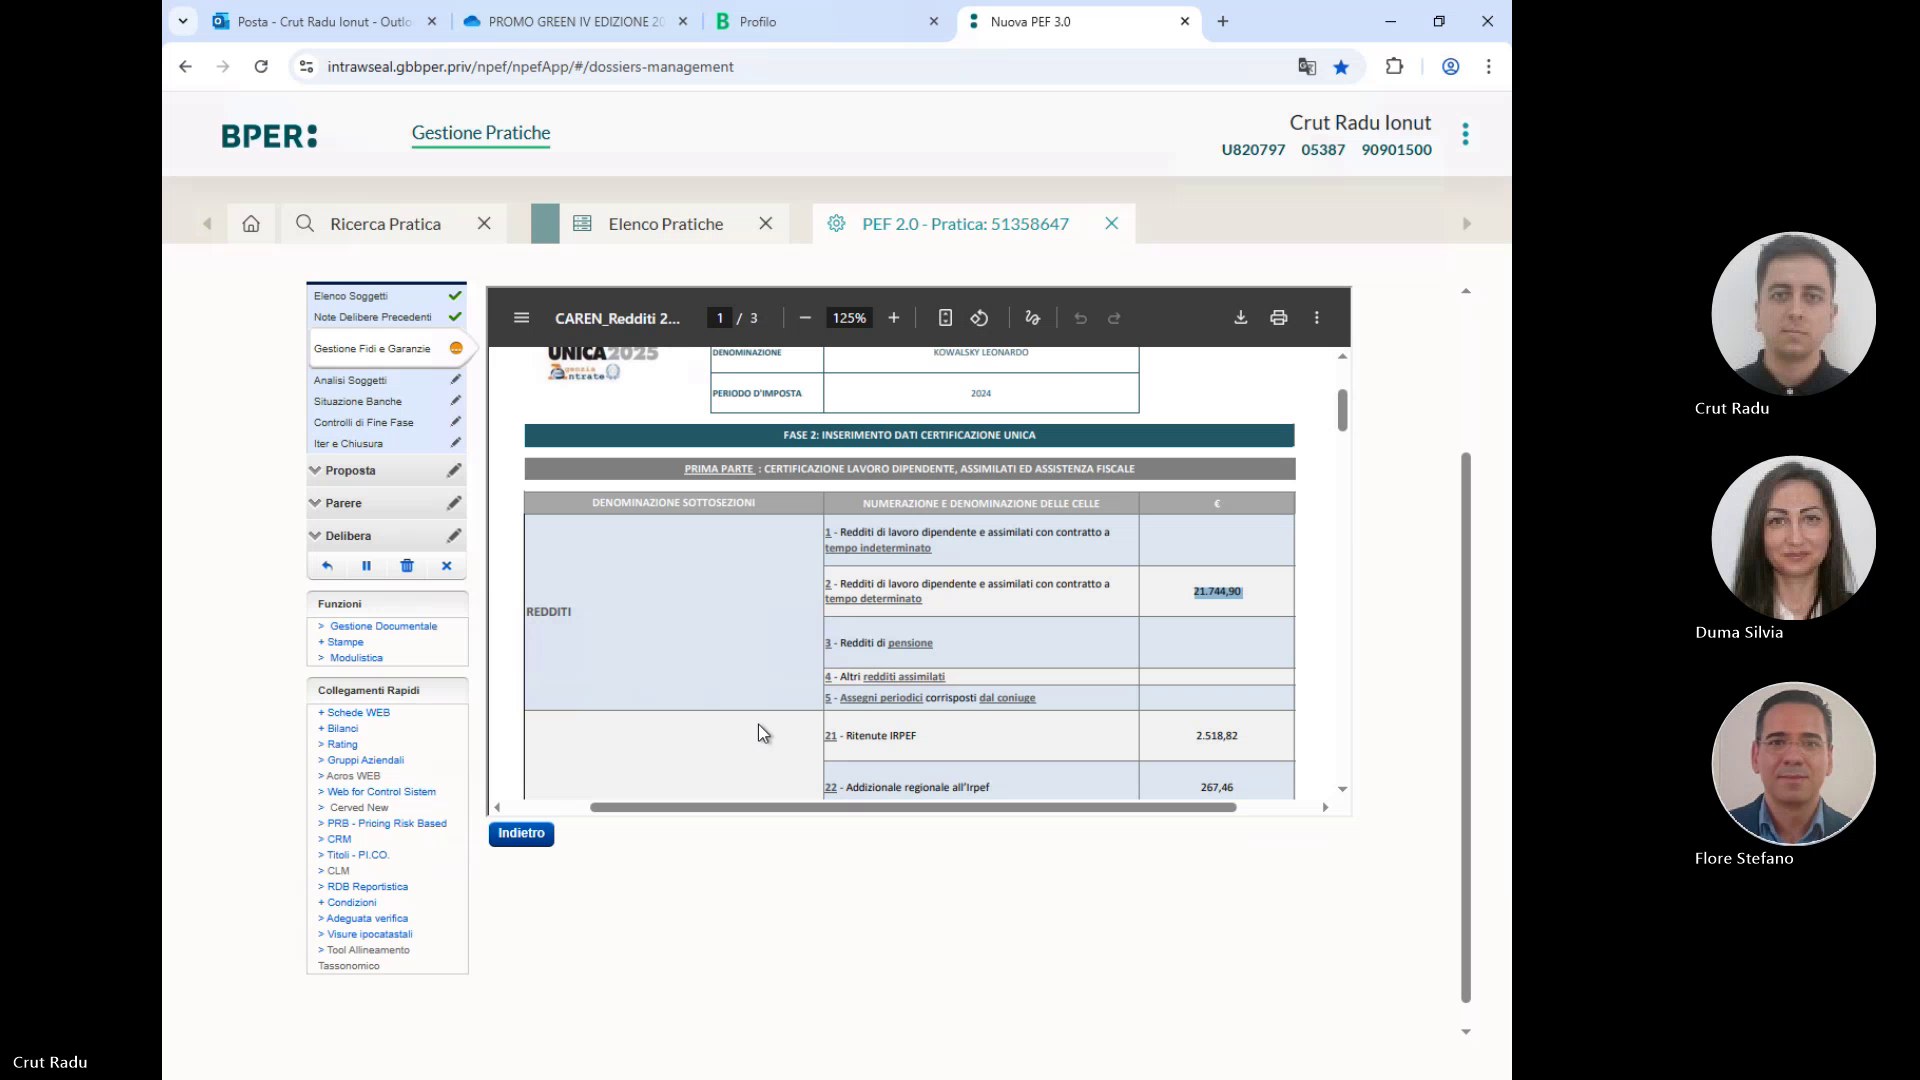 Posta - Crut Radu Ionut - Outlo
PROMO GREEN IV EDIZIONE 20
Profilo
Nuova PEF 3.0
intrawseal.gbbper.priv/npef/npefApp/#/dossiers-management
BPER:
Gestione Pratiche
Crut Radu Ionut
U820797 05387 90901500
Ricerca Pratica
Elenco Pratiche
PEF 2.0 - Pratica: 51358647
Elenco Soggetti
Note Delibere Precedenti
Gestione Fidi e Garanzie
Analisi Soggetti
Situazione Banche
Controlli di Fine Fase
Iter e Chiusura
Proposta
Parere
Delibera
Funzioni
> Gestione Documentale
+ Stampe
> Modulistica
Collegamenti Rapidi
+ Schede WEB
+ Bilanci
> Rating
> Gruppi Aziendali
> Acros WEB
> Web for Control Sistem
> Cerved New
> PRB - Pricing Risk Based
> CRM
> Titoli - PI.CO.
> CLM
> RDB Reportistica
+ Condizioni
> Adeguata verifica
> Visure ipocatastali
> Tool Allineamento
Tassonomico
CAREN_Redditi 2...
1 / 3
125%
UNICA2025
genzia
ntrate
DENOMINAZIONE
KOWALSKY LEONARDO
PERIODO D'IMPOSTA
2024
FASE 2: INSERIMENTO DATI CERTIFICAZIONE UNICA
PRIMA PARTE : CERTIFICAZIONE LAVORO DIPENDENTE, ASSIMILATI ED ASSISTENZA FISCALE
DENOMINAZIONE SOTTOSEZIONI
NUMERAZIONE E DENOMINAZIONE DELLE CELLE
€
REDDITI
1 - Redditi di lavoro dipendente e assimilati con contratto a
tempo indeterminato
2 - Redditi di lavoro dipendente e assimilati con contratto a
tempo determinato
21.744,90
3 - Redditi di pensione
4 - Altri redditi assimilati
5 - Assegni periodici corrisposti dal coniuge
21 - Ritenute IRPEF
2.518,82
22 - Addizionale regionale all'Irpef
267,46
Indietro
Crut Radu
Duma Silvia
Flore Stefano
Crut Radu